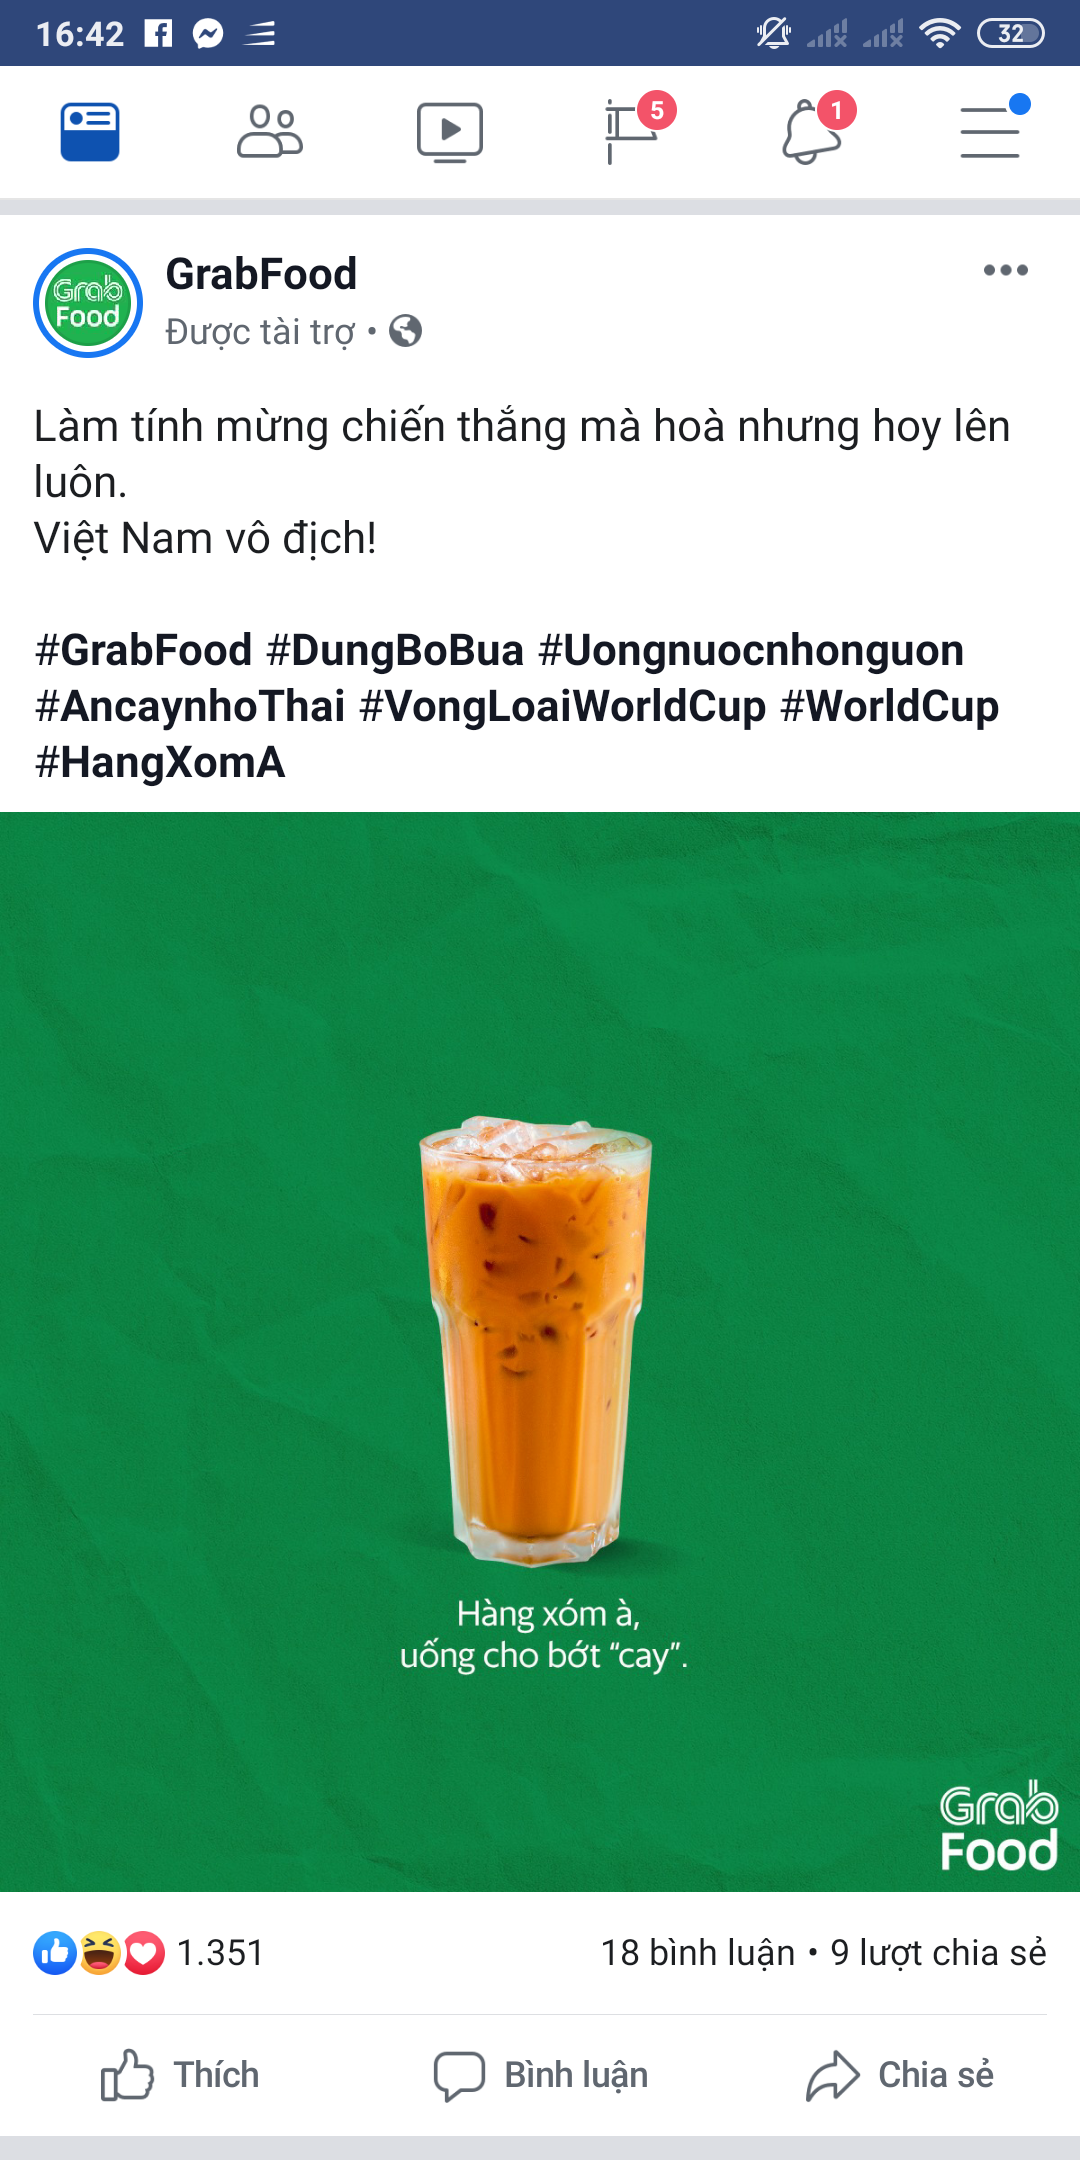 16:42
32
5
1
Grab
Food
GrabFood
Được tài trợ •
Làm tính mừng chiến thắng mà hoà nhưng hoy lên
luôn.
Việt Nam vô địch!
#GrabFood #DungBoBua #Uongnuocnhonguon
#AncaynhoThai #VongLoaiWorldCup #WorldCup
#HangXomA
Hàng xóm à,
uống cho bớt “cay”.
Grab
Food
1.351
18 bình luận • 9 lượt chia sẻ
Thích
Bình luận
Chia sẻ